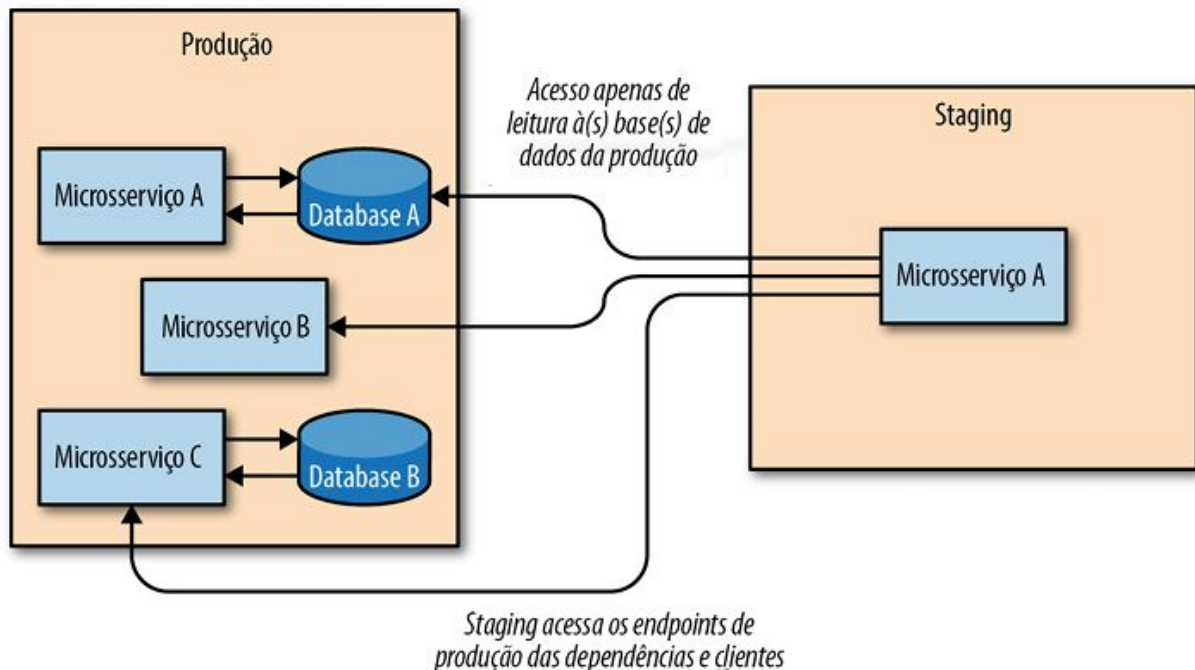 Produção
Acesso apenas de
leitura à(s) base(s) de
dados da produção
Staging
Microsserviço A
Database A
Microsserviço A
Microsserviço B
Microsserviço C
Database B
Staging acessa os endpoints de
produção das dependências e clientes